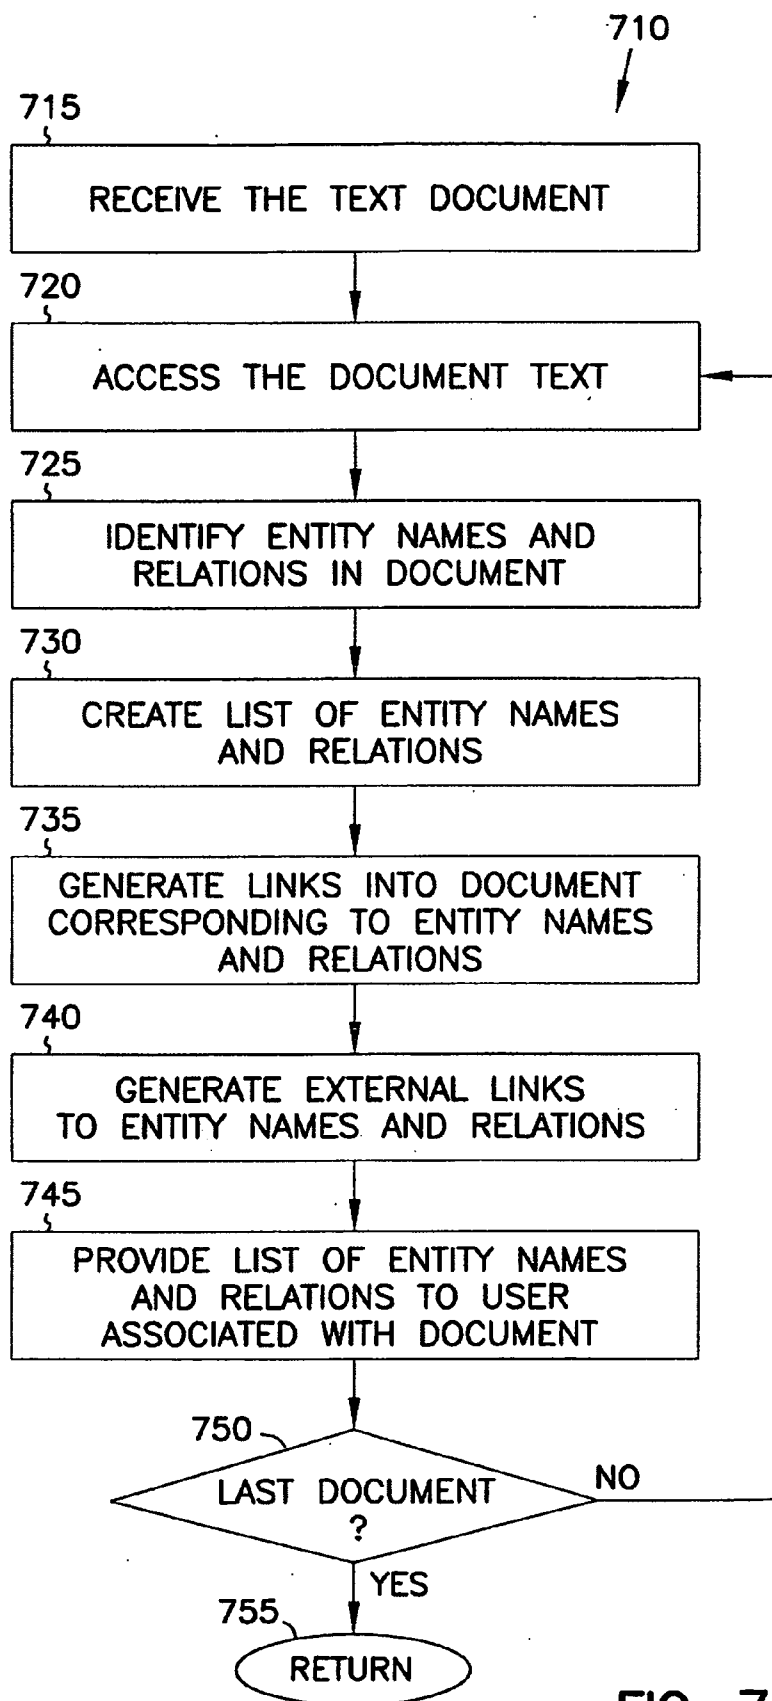 710
715
RECEIVE THE TEXT DOCUMENT
720
ACCESS THE DOCUMENT TEXT
725
IDENTIFY ENTITY NAMES AND
RELATIONS IN DOCUMENT
730
CREATE LIST OF ENTITY NAMES
AND RELATIONS
735
GENERATE LINKS INTO DOCUMENT
CORRESPONDING TO ENTITY NAMES
AND RELATIONS
740
GENERATE EXTERNAL LINKS
TO ENTITY NAMES AND RELATIONS
745
PROVIDE LIST OF ENTITY NAMES
AND RELATIONS TO USER
ASSOCIATED WITH DOCUMENT
750
LAST DOCUMENT
?
NO
YES
755
RETURN
FIG. 7